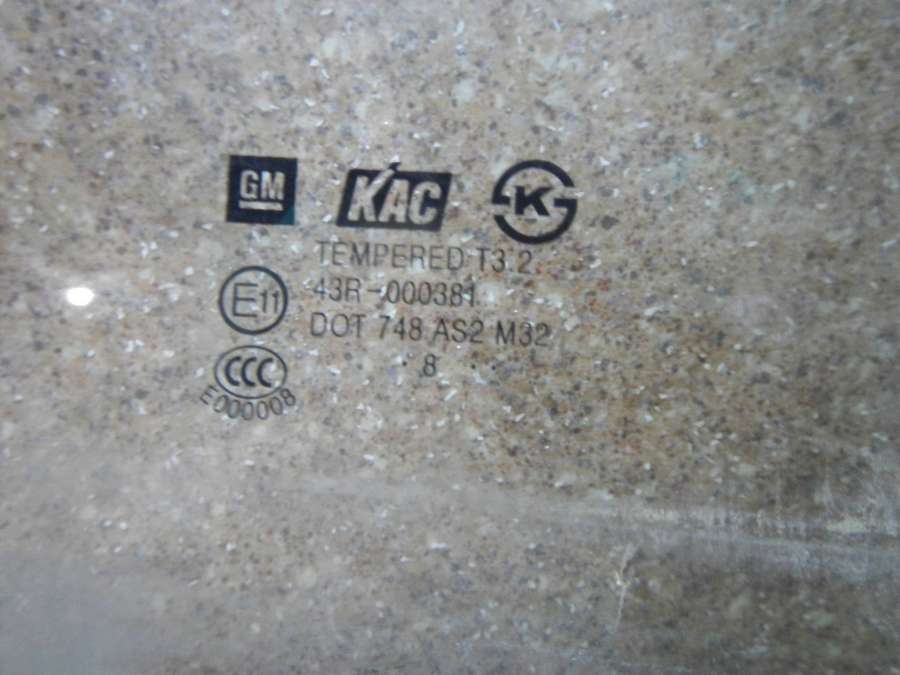 GM KAC K
TEMPERED T3.2
E11 43R-000381
DOT 748 AS2 M32
CCC . 8 . .
E000008